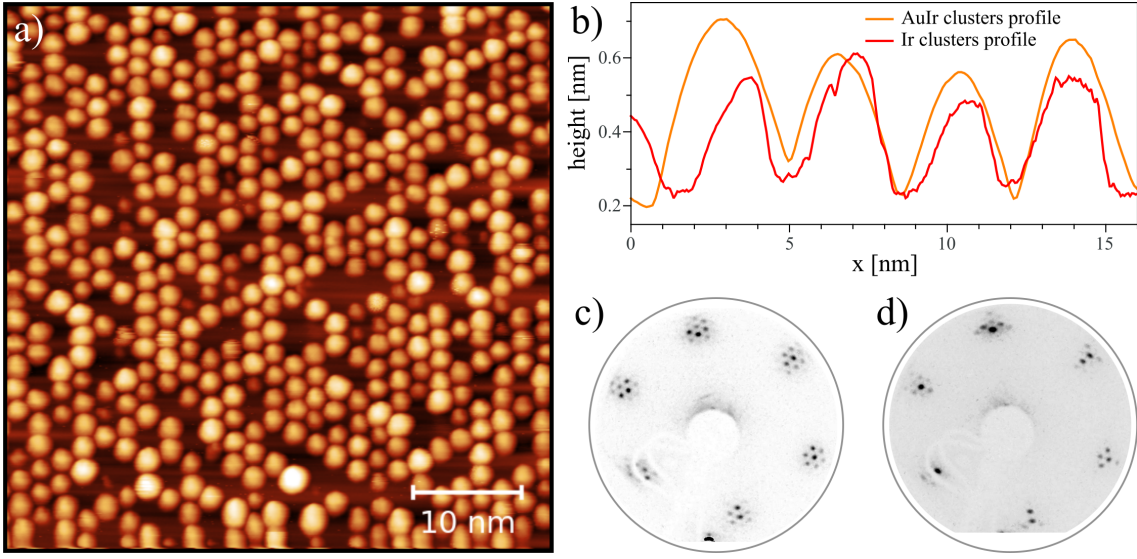 a)
10 nm
b)
AuIr clusters profile
Ir clusters profile
height [nm]
0.6
0.4
0.2
0
5
10
15
x [nm]
c)
d)